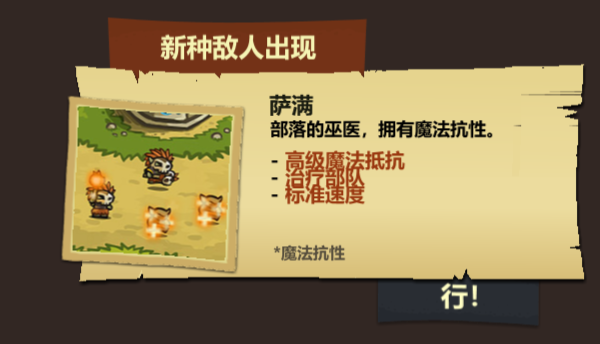 新种敌人出现
萨满
部落的巫医，拥有魔法抗性。
- 高级魔法抵抗
- 治疗部队
- 标准速度
*魔法抗性
行！